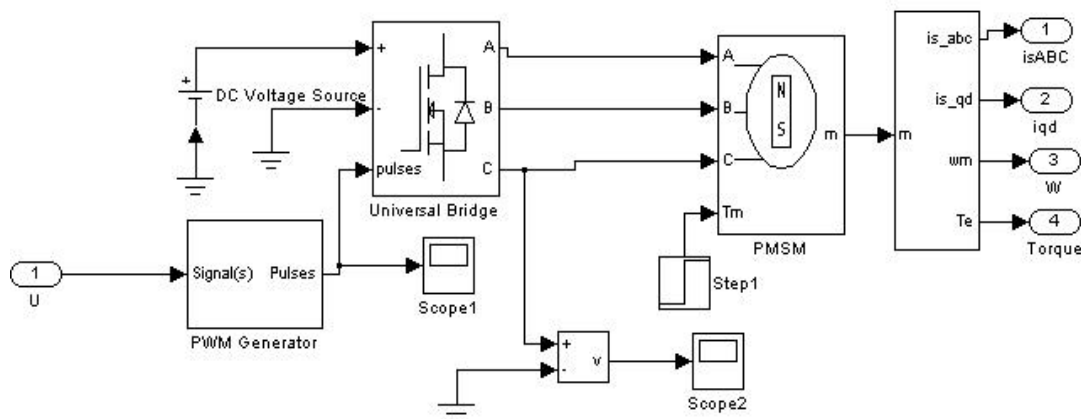 A
is_abc
1
isABC
+
A
+
DC Voltage Source
-
B
B
N
S
m
m
is_qd
2
iqd
pulses
C
C
wm
3
W
Universal Bridge
Tm
Te
4
Torque
PMSM
1
U
Signal(s)
Pulses
PWM Generator
Scope1
Step1
+
-
v
Scope2